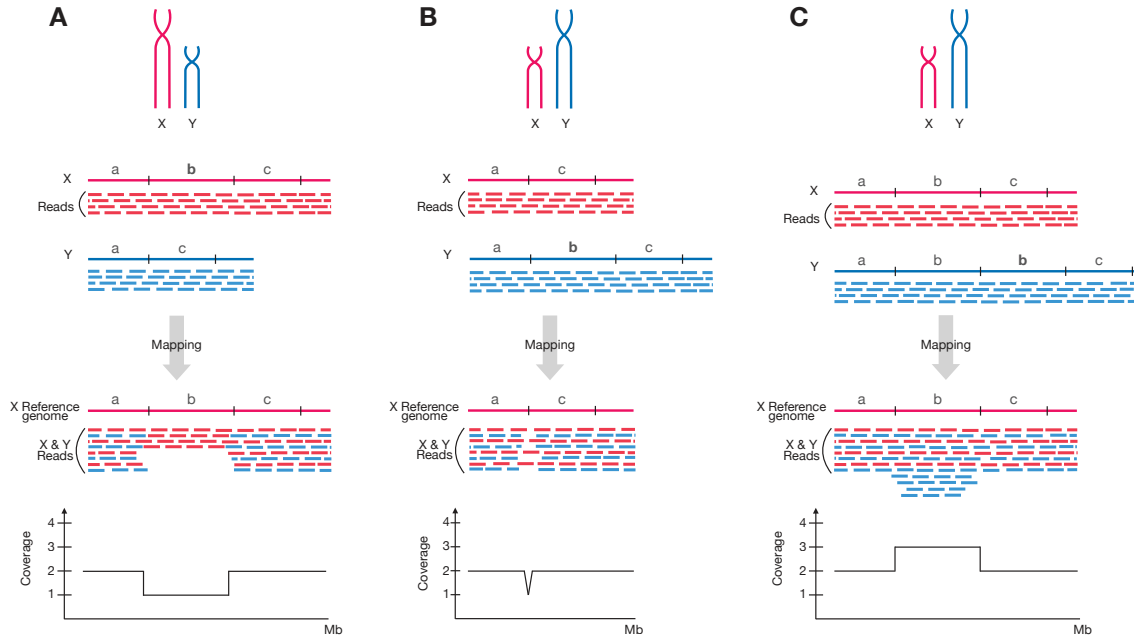 A
X Y
a b c
X
Reads
a c
Y
Mapping
a b c
X Reference
genome
X & Y
Reads
4
3
2
1
Coverage
Mb
B
X Y
a c
X
Reads
a b c
Y
Mapping
a c
X Reference
genome
X & Y
Reads
4
3
2
1
Coverage
Mb
C
X Y
a b c
X
Reads
a b b c
Y
Mapping
a b c
X Reference
genome
X & Y
Reads
4
3
2
1
Coverage
Mb